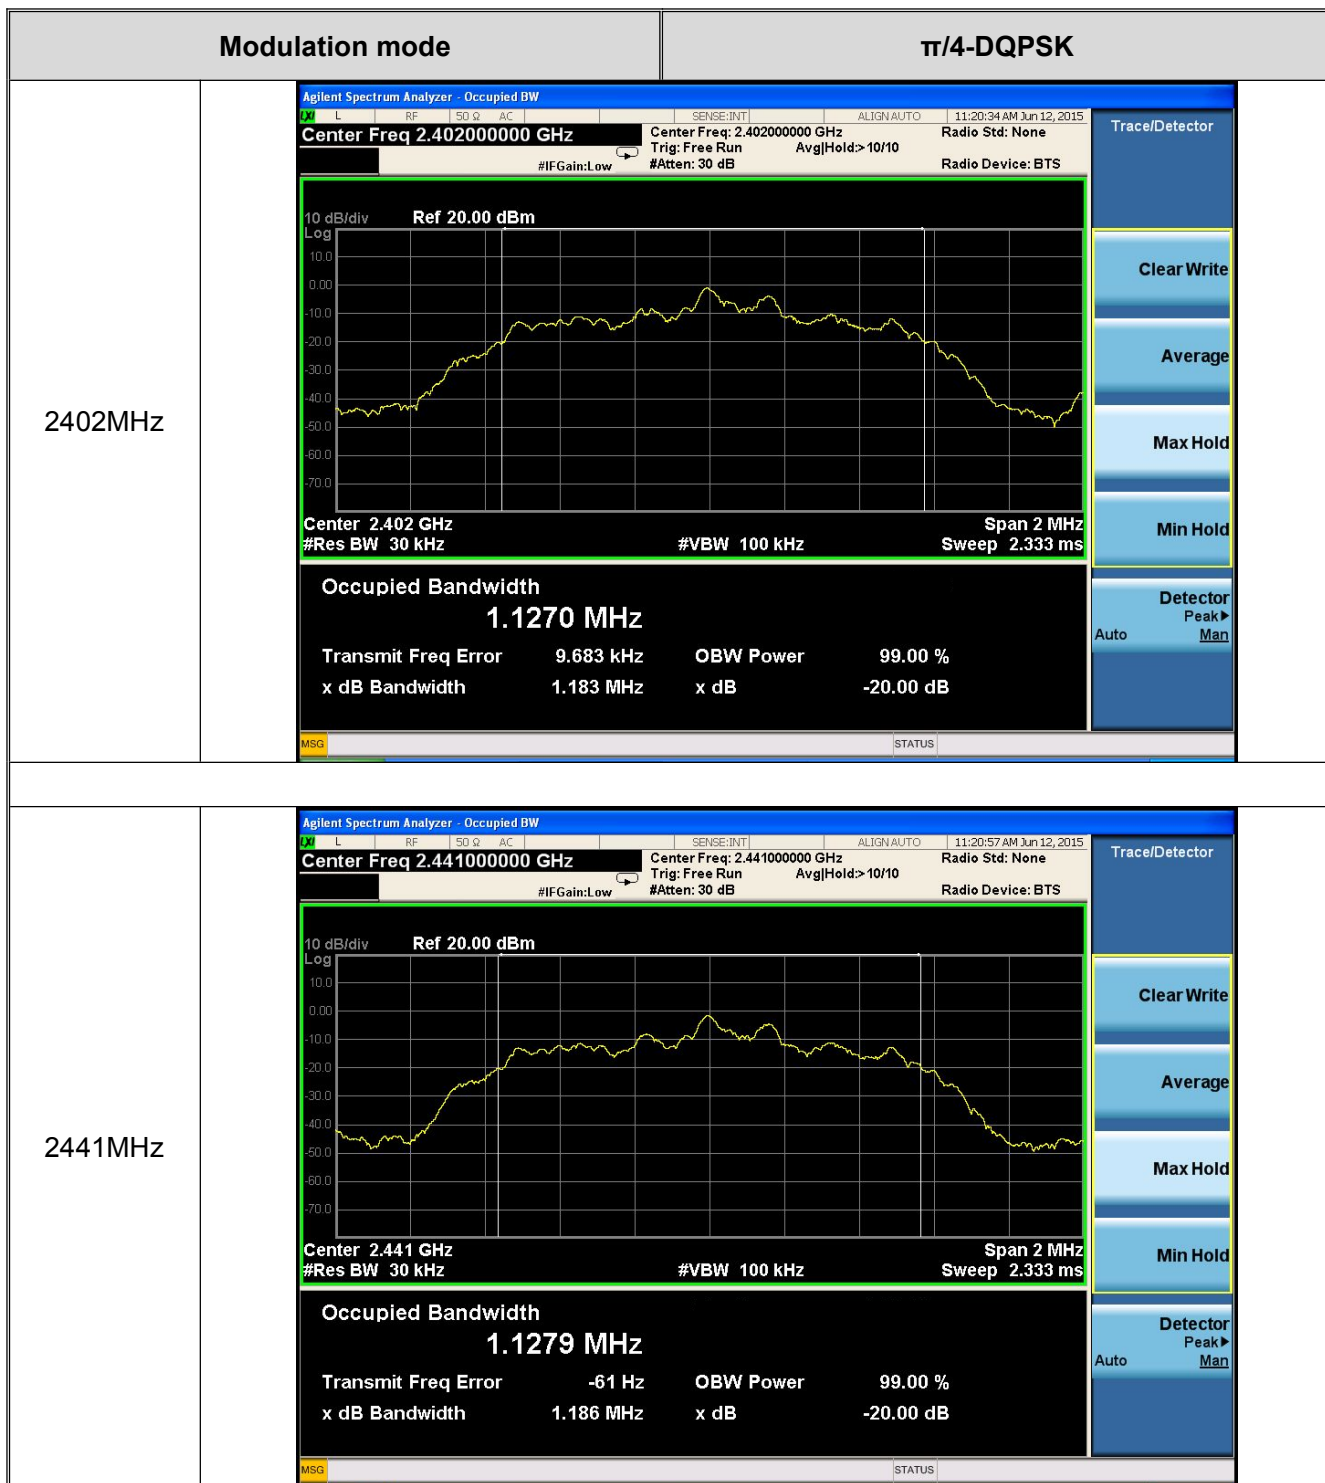 Modulation mode π/4-DQPSK
2402MHz
Agilent Spectrum Analyzer - Occupied BW
LXI L RF 50 Ω AC SENSE:INT ALIGN AUTO 11:20:34 AM Jun 12, 2015
Center Freq 2.402000000 GHz Center Freq: 2.402000000 GHz Radio Std: None
Trig: Free Run Avg|Hold:>10/10
#IFGain:Low #Atten: 30 dB Radio Device: BTS
10 dB/div Ref 20.00 dBm
Log
10.0
0.00
-10.0
-20.0
-30.0
-40.0
-50.0
-60.0
-70.0
Center 2.402 GHz Span 2 MHz
#Res BW 30 kHz #VBW 100 kHz Sweep 2.333 ms
Occupied Bandwidth
1.1270 MHz
Transmit Freq Error 9.683 kHz OBW Power 99.00 %
x dB Bandwidth 1.183 MHz x dB -20.00 dB
MSG STATUS
Trace/Detector
Clear Write
Average
Max Hold
Min Hold
Detector
Peak▶
Auto Man
2441MHz
Agilent Spectrum Analyzer - Occupied BW
LXI L RF 50 Ω AC SENSE:INT ALIGN AUTO 11:20:57 AM Jun 12, 2015
Center Freq 2.441000000 GHz Center Freq: 2.441000000 GHz Radio Std: None
Trig: Free Run Avg|Hold:>10/10
#IFGain:Low #Atten: 30 dB Radio Device: BTS
10 dB/div Ref 20.00 dBm
Log
10.0
0.00
-10.0
-20.0
-30.0
-40.0
-50.0
-60.0
-70.0
Center 2.441 GHz Span 2 MHz
#Res BW 30 kHz #VBW 100 kHz Sweep 2.333 ms
Occupied Bandwidth
1.1279 MHz
Transmit Freq Error -61 Hz OBW Power 99.00 %
x dB Bandwidth 1.186 MHz x dB -20.00 dB
MSG STATUS
Trace/Detector
Clear Write
Average
Max Hold
Min Hold
Detector
Peak▶
Auto Man